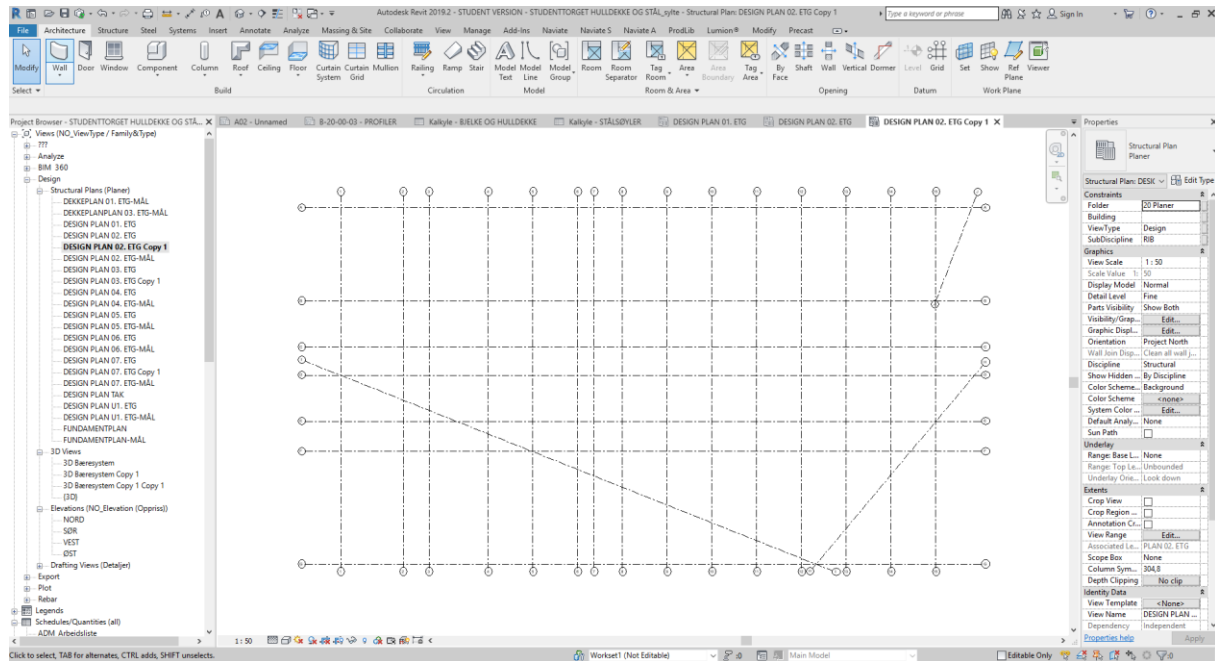 Autodesk Revit 2019.2 - STUDENT VERSION - STUDENTTORGET HULLDEKKE OG STÅL_sylte - Structural Plan: DESIGN PLAN 02. ETG Copy 1
Type a keyword or phrase
Sign In
File Architecture Structure Steel Systems Insert Annotate Analyze Massing & Site Collaborate View Manage Add-Ins Naviate Naviate S Naviate A ProdLib Lumion® Modify Precast
Modify Wall Door Window Component Column Roof Ceiling Floor Curtain System Curtain Grid Mullion Railing Ramp Stair Model Text Model Line Model Group Room Room Separator Tag Room Area Area Boundary Tag Area By Face Shaft Wall Vertical Dormer Level Grid Set Show Ref Plane Viewer
Select Build Circulation Model Room & Area Opening Datum Work Plane
Project Browser - STUDENTTORGET HULLDEKKE OG STÅ...
A02 - Unnamed
B-20-00-03 - PROFILER
Kalkyle - BJELKE OG HULLDEKKE
Kalkyle - STÅLSØYLER
DESIGN PLAN 01. ETG
DESIGN PLAN 02. ETG
DESIGN PLAN 02. ETG Copy 1
Views (NO_ViewType / Family&Type)
???
Analyze
BIM 360
Design
Structural Plans (Planer)
DEKKEPLAN 01. ETG-MÅL
DEKKEPLANPLAN 03. ETG-MÅL
DESIGN PLAN 01. ETG
DESIGN PLAN 02. ETG
DESIGN PLAN 02. ETG Copy 1
DESIGN PLAN 02. ETG-MÅL
DESIGN PLAN 03. ETG
DESIGN PLAN 03. ETG Copy 1
DESIGN PLAN 04. ETG
DESIGN PLAN 04. ETG-MÅL
DESIGN PLAN 05. ETG
DESIGN PLAN 05. ETG-MÅL
DESIGN PLAN 06. ETG
DESIGN PLAN 06. ETG-MÅL
DESIGN PLAN 07. ETG
DESIGN PLAN 07. ETG Copy 1
DESIGN PLAN 07. ETG-MÅL
DESIGN PLAN TAK
DESIGN PLAN U1. ETG
DESIGN PLAN U1. ETG-MÅL
FUNDAMENTPLAN
FUNDAMENTPLAN-MÅL
3D Views
3D Bæresystem
3D Bæresystem Copy 1
3D Bæresystem Copy 1 Copy 1
{3D}
Elevations (NO_Elevation (Oppriss))
NORD
SØR
VEST
ØST
Drafting Views (Detaljer)
Export
Plot
Rebar
Legends
Schedules/Quantities (all)
ADM Arbeidsliste
Properties
Structural Plan
Planer
Structural Plan: DESIG
Edit Type
Constraints
Folder 20 Planer
Building
ViewType Design
SubDiscipline RIB
Graphics
View Scale 1 : 50
Scale Value 1: 50
Display Model Normal
Detail Level Fine
Parts Visibility Show Both
Visibility/Grap... Edit...
Graphic Displ... Edit...
Orientation Project North
Wall Join Disp... Clean all wall j...
Discipline Structural
Show Hidden ... By Discipline
Color Scheme... Background
Color Scheme <none>
System Color ... Edit...
Default Analy... None
Sun Path
Underlay
Range: Base L... None
Range: Top Le... Unbounded
Underlay Orie... Look down
Extents
Crop View
Crop Region ...
Annotation Cr...
View Range Edit...
Associated Le... PLAN 02. ETG
Scope Box None
Column Sym... 304,8
Depth Clipping No clip
Identity Data
View Template <None>
View Name DESIGN PLAN ...
Dependency Independent
Properties help
Apply
1 : 50
Click to select, TAB for alternates, CTRL adds, SHIFT unselects.
Workset1 (Not Editable)
:0
Main Model
Editable Only
:0